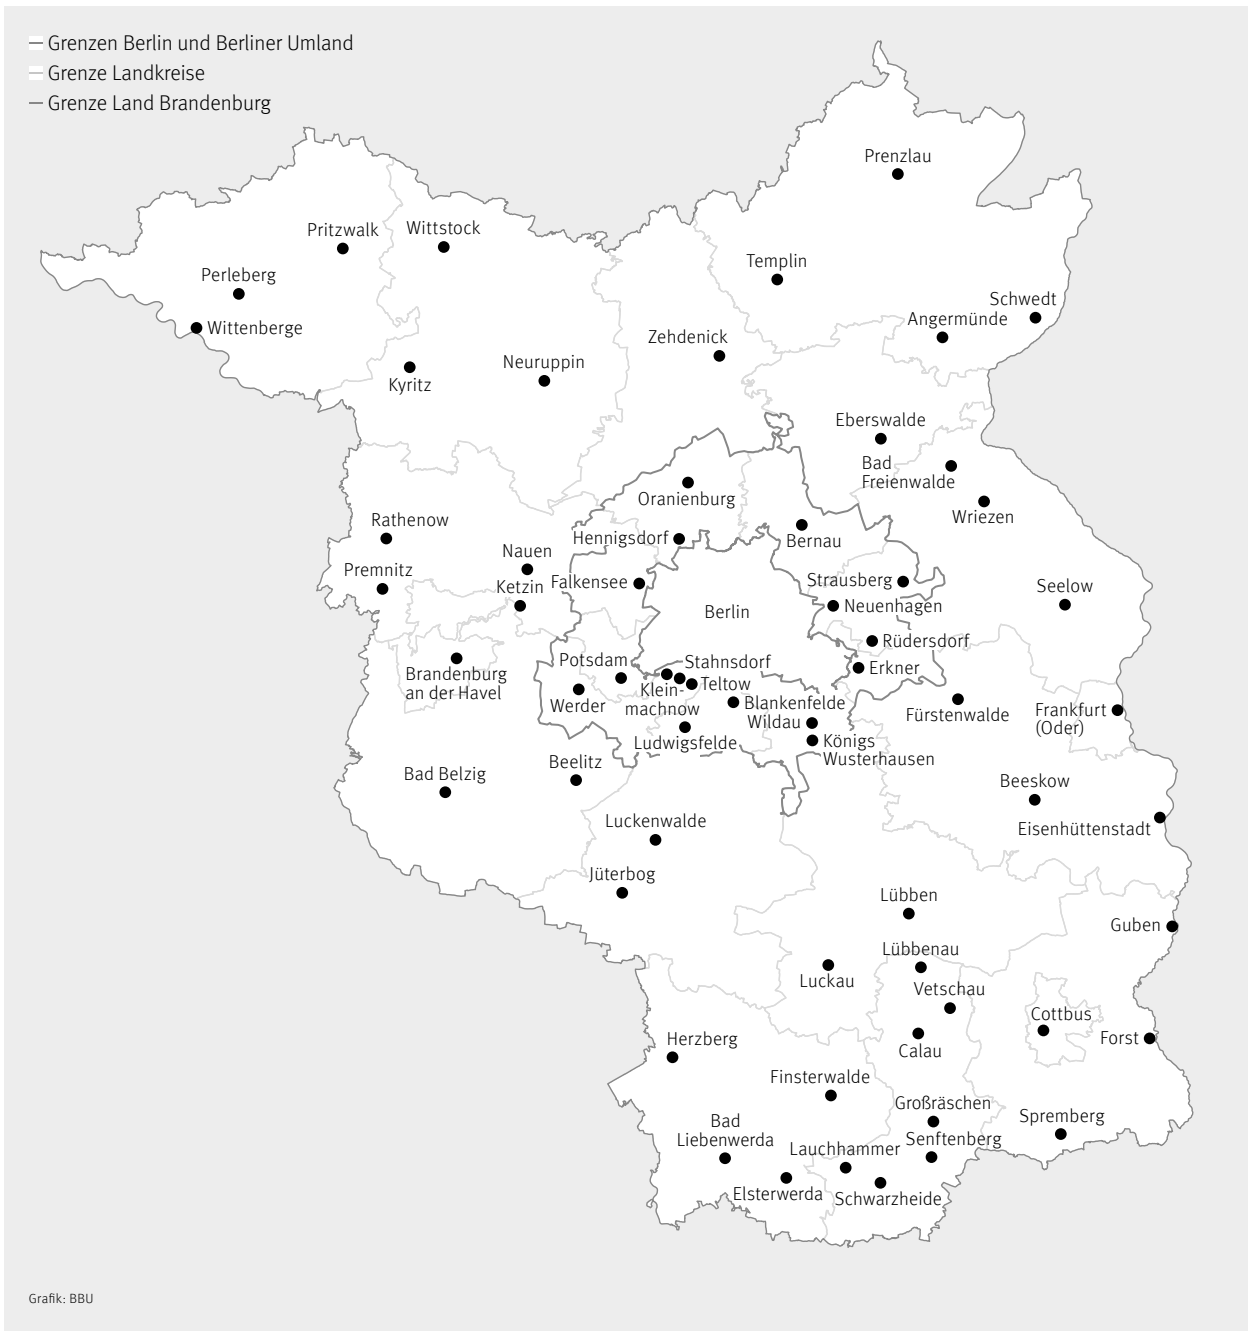 Grenzen Berlin und Berliner Umland
Grenze Landkreise
Grenze Land Brandenburg
Prenzlau
Pritzwalk
Wittstock
Templin
Perleberg
Schwedt
Angermünde
Wittenberge
Zehdenick
Neuruppin
Kyritz
Eberswalde
Bad
Freienwalde
Oranienburg
Wriezen
Rathenow
Hennigsdorf
Bernau
Nauen
Premnitz
Falkensee
Strausberg
Ketzin
Seelow
Neuenhagen
Berlin
Rüdersdorf
Potsdam
Stahnsdorf
Erkner
Brandenburg
an der Havel
Teltow
Klein-
machnow
Werder
Blankenfelde
Wildau
Fürstenwalde
Frankfurt
(Oder)
Ludwigsfelde
Königs
Wusterhausen
Beelitz
Bad Belzig
Beeskow
Luckenwalde
Eisenhüttenstadt
Jüterbog
Lübben
Guben
Lübbenau
Luckau
Vetschau
Cottbus
Herzberg
Forst
Calau
Finsterwalde
Großräschen
Spremberg
Bad
Liebenwerda
Senftenberg
Lauchhammer
Elsterwerda
Schwarzheide
Grafik: BBU